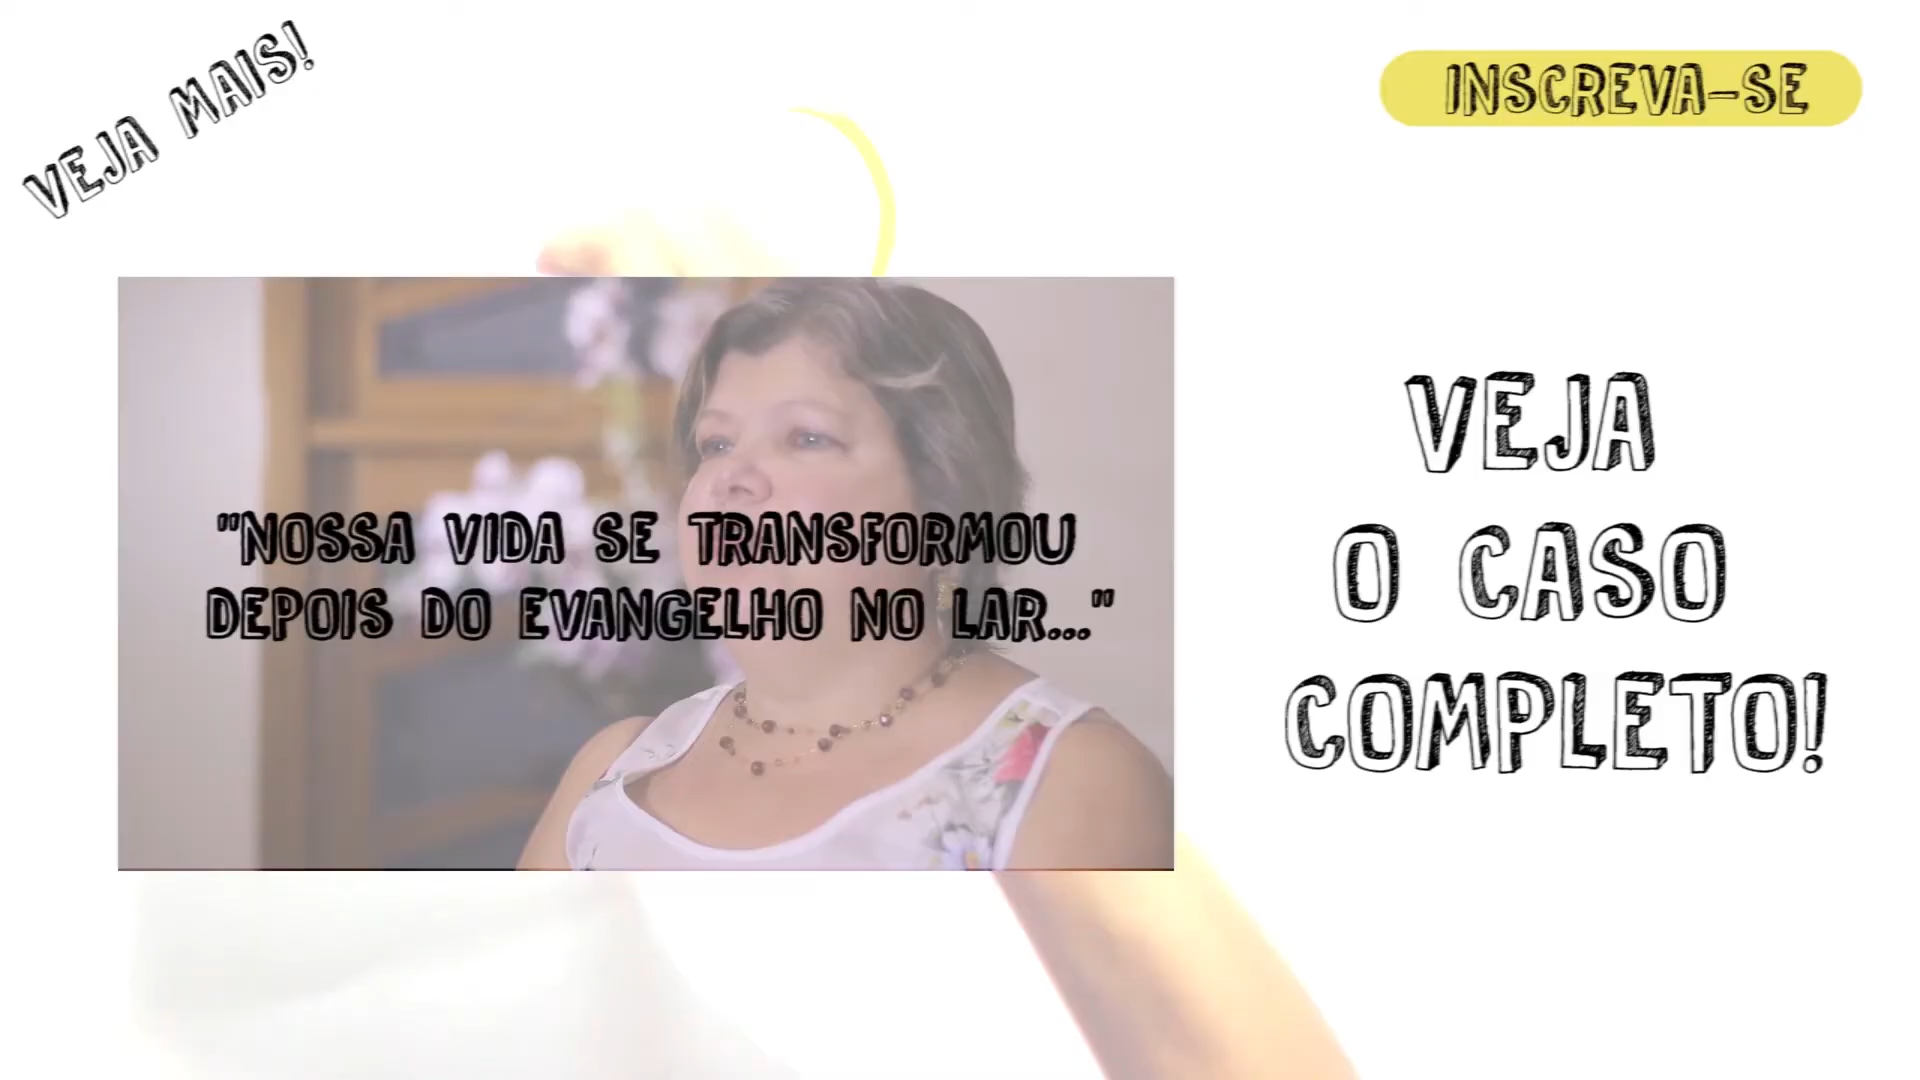 VEJA MAIS!
INSCREVA-SE
"NOSSA VIDA SE TRANSFORMOU
DEPOIS DO EVANGELHO NO LAR..."
VEJA
O CASO
COMPLETO!